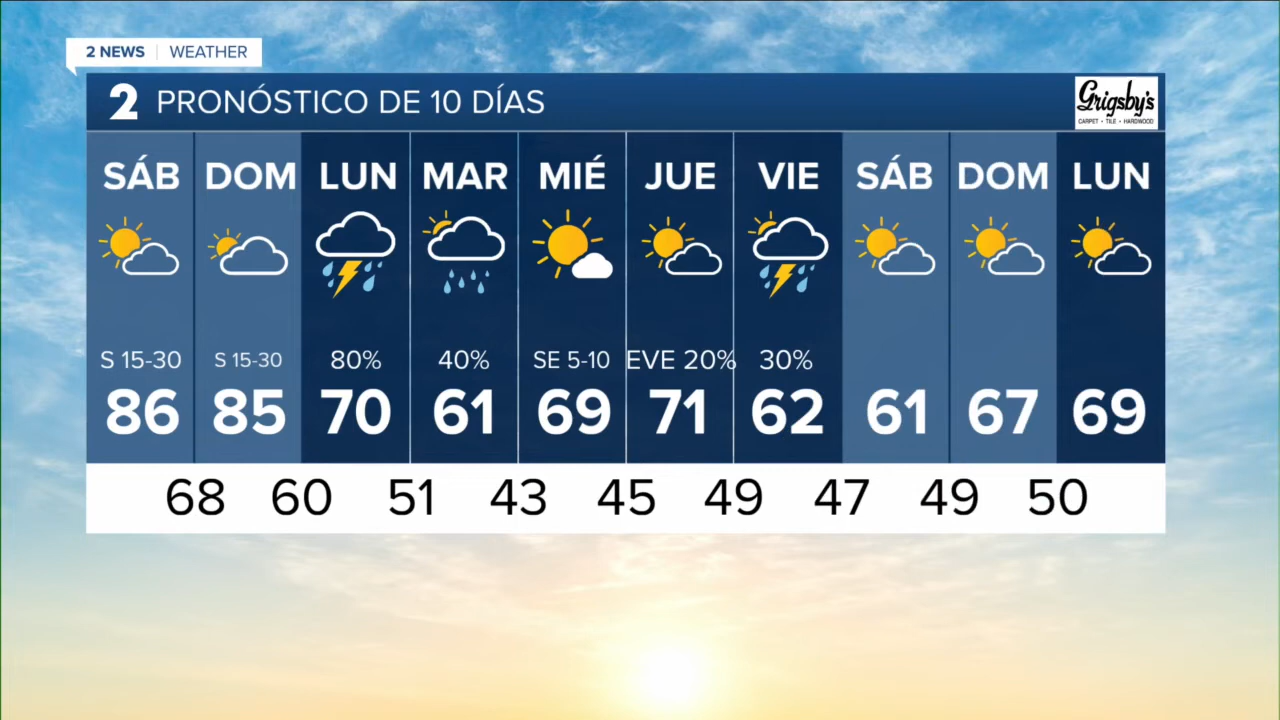 2 NEWS | WEATHER
2 PRONÓSTICO DE 10 DÍAS
Grigsby's
CARPET • TILE • HARDWOOD
SÁB DOM LUN MAR MIÉ JUE VIE SÁB DOM LUN
S 15-30 S 15-30 80% 40% SE 5-10 EVE 20% 30%
86 85 70 61 69 71 62 61 67 69
68 60 51 43 45 49 47 49 50